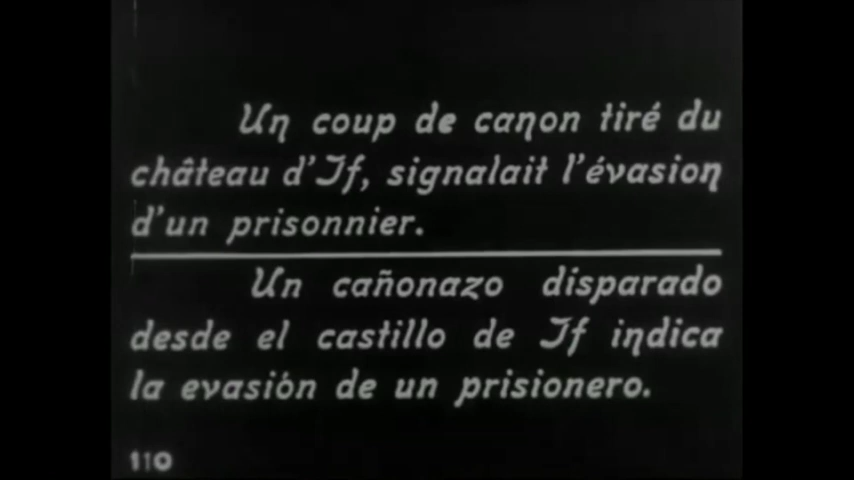 Un coup de canon tiré du
château d'If, signalait l'évasion
d'un prisonnier.
Un cañonazo disparado
desde el castillo de If indica
la evasión de un prisionero.
110